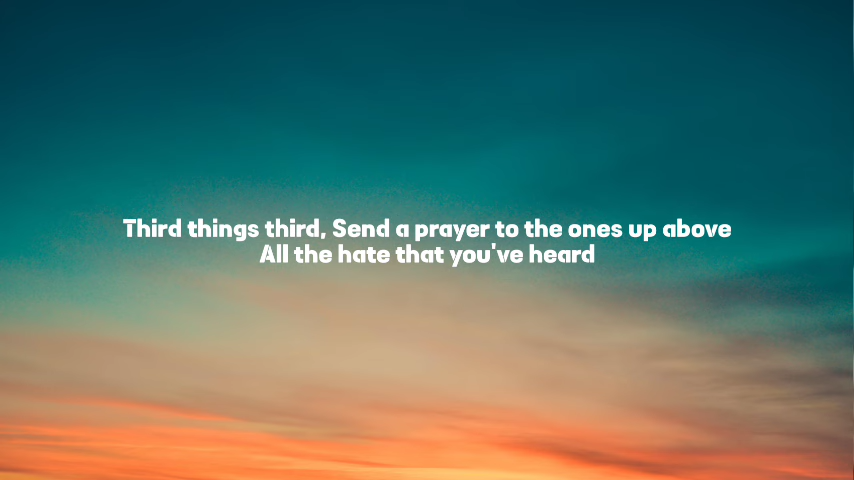 Third things third, Send a prayer to the ones up above
All the hate that you've heard